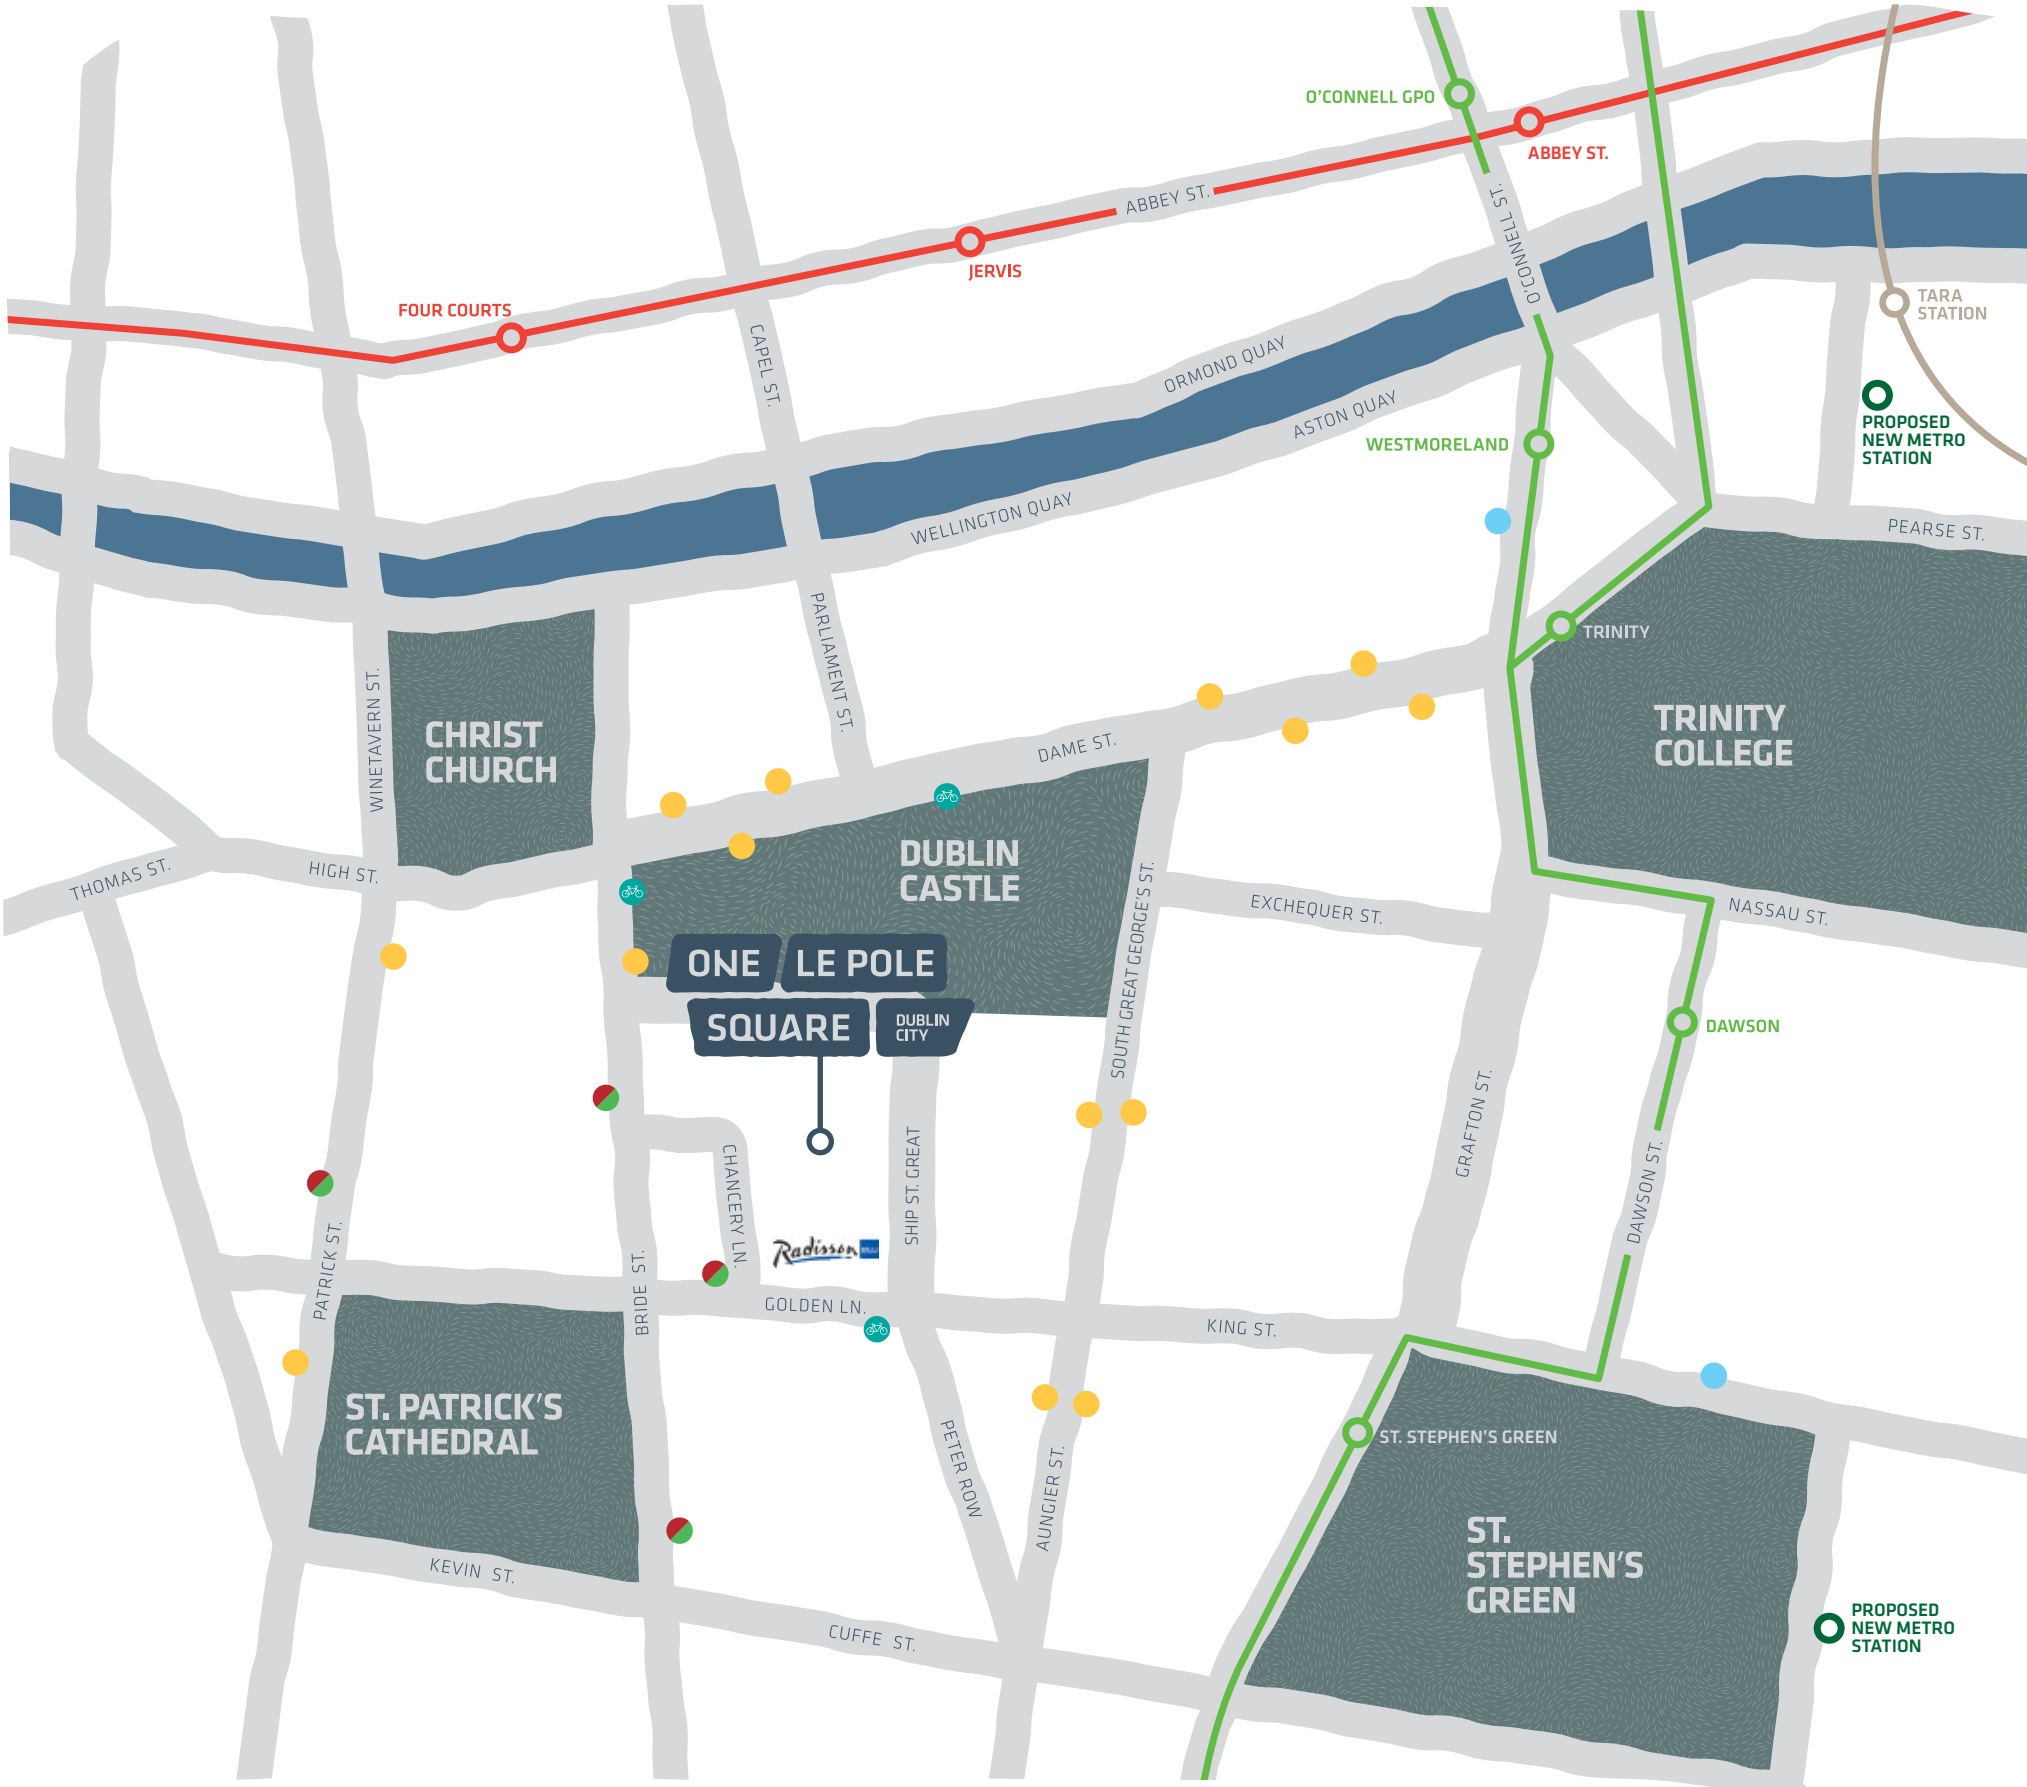 O'CONNELL GPO
ABBEY ST.
ABBEY ST.
O'CONNELL ST.
JERVIS
FOUR COURTS
CAPEL ST.
TARA
STATION
ORMOND QUAY
ASTON QUAY
WESTMORELAND
PROPOSED
NEW METRO
STATION
WELLINGTON QUAY
PEARSE ST.
PARLIAMENT ST.
TRINITY
WINETAVERN ST.
CHRIST
CHURCH
DAME ST.
TRINITY
COLLEGE
THOMAS ST.
HIGH ST.
DUBLIN
CASTLE
EXCHEQUER ST.
NASSAU ST.
ONE LE POLE
SQUARE
DUBLIN
CITY
SOUTH GREAT GEORGE'S ST.
DAWSON
GRAFTON ST.
DAWSON ST.
CHANCERY LN.
SHIP ST. GREAT
PATRICK ST.
BRIDE ST.
Radisson
BLU
GOLDEN LN.
KING ST.
ST. PATRICK'S
CATHEDRAL
PETER ROW
AUNGIER ST.
ST. STEPHEN'S GREEN
ST.
STEPHEN'S
GREEN
KEVIN ST.
CUFFE ST.
PROPOSED
NEW METRO
STATION